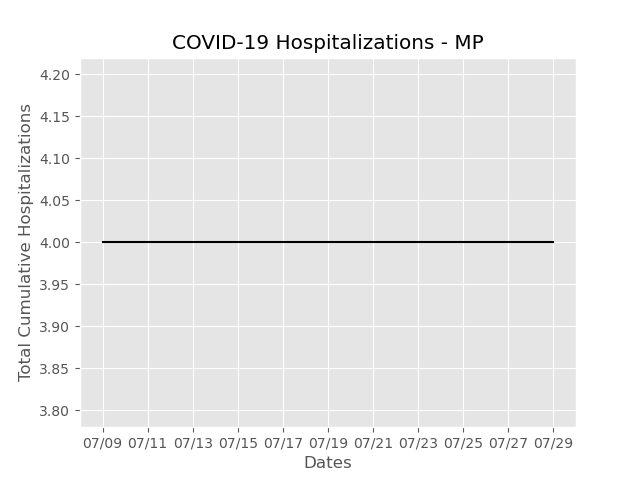 COVID-19 Hospitalizations - MP
Total Cumulative Hospitalizations
4.20
4.15
4.10
4.05
4.00
3.95
3.90
3.85
3.80
07/09 07/11 07/13 07/15 07/17 07/19 07/21 07/23 07/25 07/27 07/29
Dates